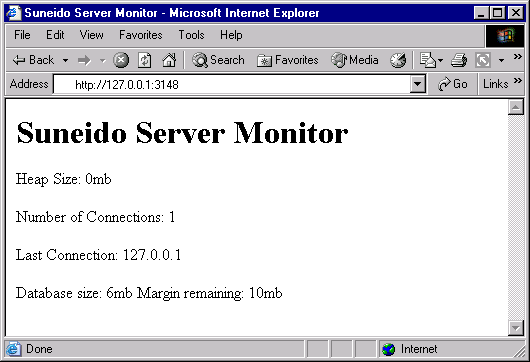 Suneido Server Monitor - Microsoft Internet Explorer
File Edit View Favorites Tools Help
Back Search Favorites Media
Address http://127.0.0.1:3148 Go Links
Suneido Server Monitor
Heap Size: 0mb
Number of Connections: 1
Last Connection: 127.0.0.1
Database size: 6mb Margin remaining: 10mb
Done Internet